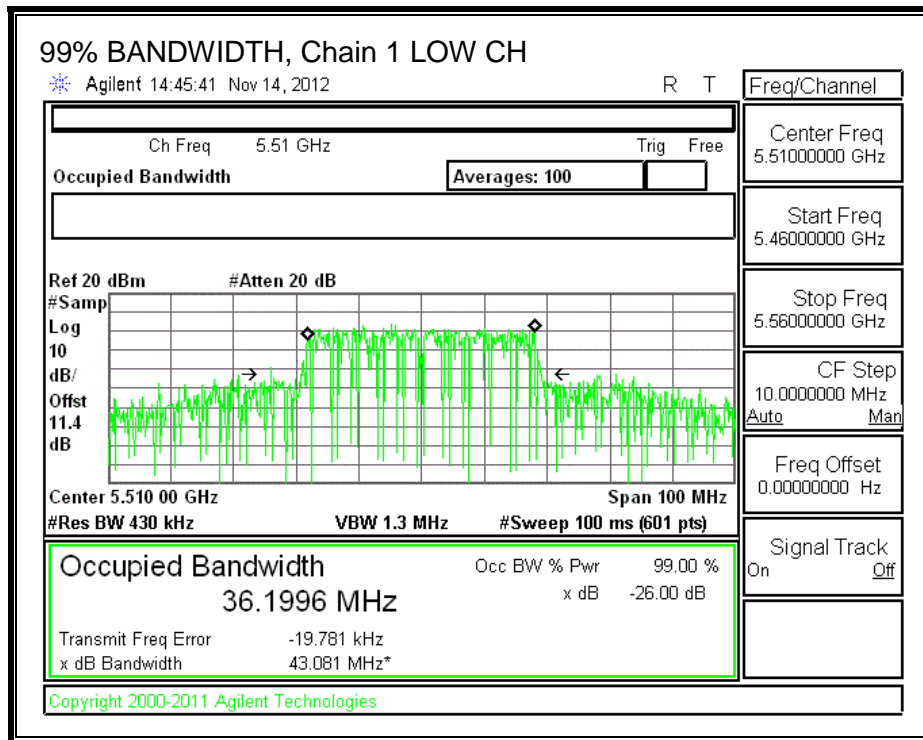 99% BANDWIDTH, Chain 1 LOW CH
Agilent 14:45:41 Nov 14, 2012 R T
Freq/Channel
Ch Freq 5.51 GHz Trig Free
Occupied Bandwidth Averages: 100
Center Freq
5.51000000 GHz
Start Freq
5.46000000 GHz
Stop Freq
5.56000000 GHz
CF Step
10.0000000 MHz
Auto Man
Freq Offset
0.00000000 Hz
Signal Track
On Off
Ref 20 dBm #Atten 20 dB
#Samp
Log
10
dB/
Offst
11.4
dB
Center 5.510 00 GHz Span 100 MHz
#Res BW 430 kHz VBW 1.3 MHz #Sweep 100 ms (601 pts)
Occupied Bandwidth Occ BW % Pwr 99.00 %
36.1996 MHz x dB -26.00 dB
Transmit Freq Error -19.781 kHz
x dB Bandwidth 43.081 MHz*
Copyright 2000-2011 Agilent Technologies